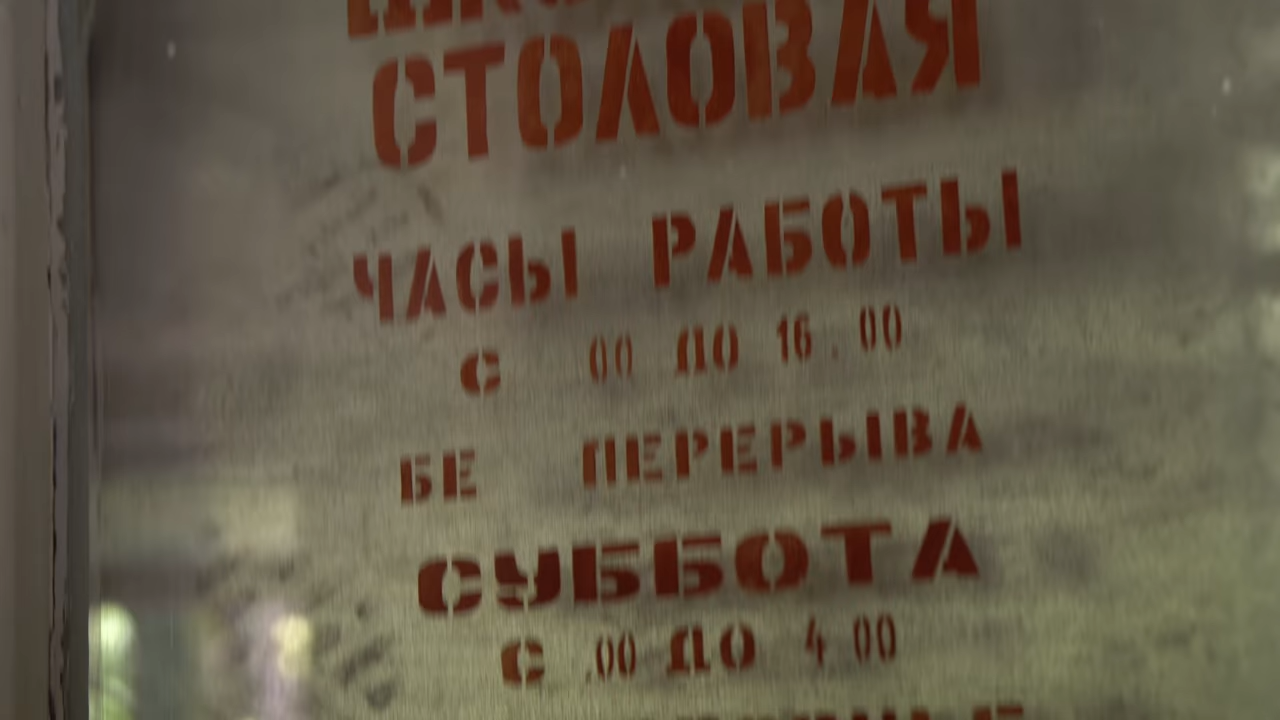 СТОЛОВАЯ
ЧАСЫ РАБОТЫ
С 00 ДО 16.00
БЕ ПЕРЕРЫВА
СУББОТА
С .00 ДО 4 00